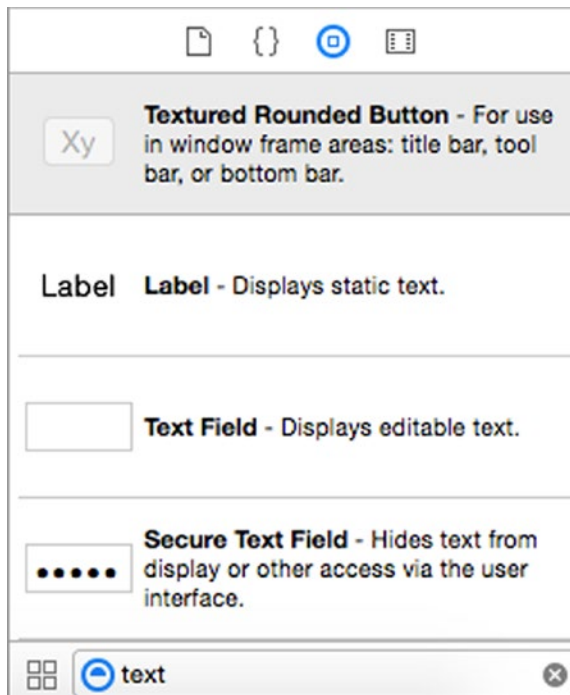 { }
Xy
Textured Rounded Button - For use
in window frame areas: title bar, tool
bar, or bottom bar.
Label
Label - Displays static text.
Text Field - Displays editable text.
Secure Text Field - Hides text from
display or other access via the user
interface.
text